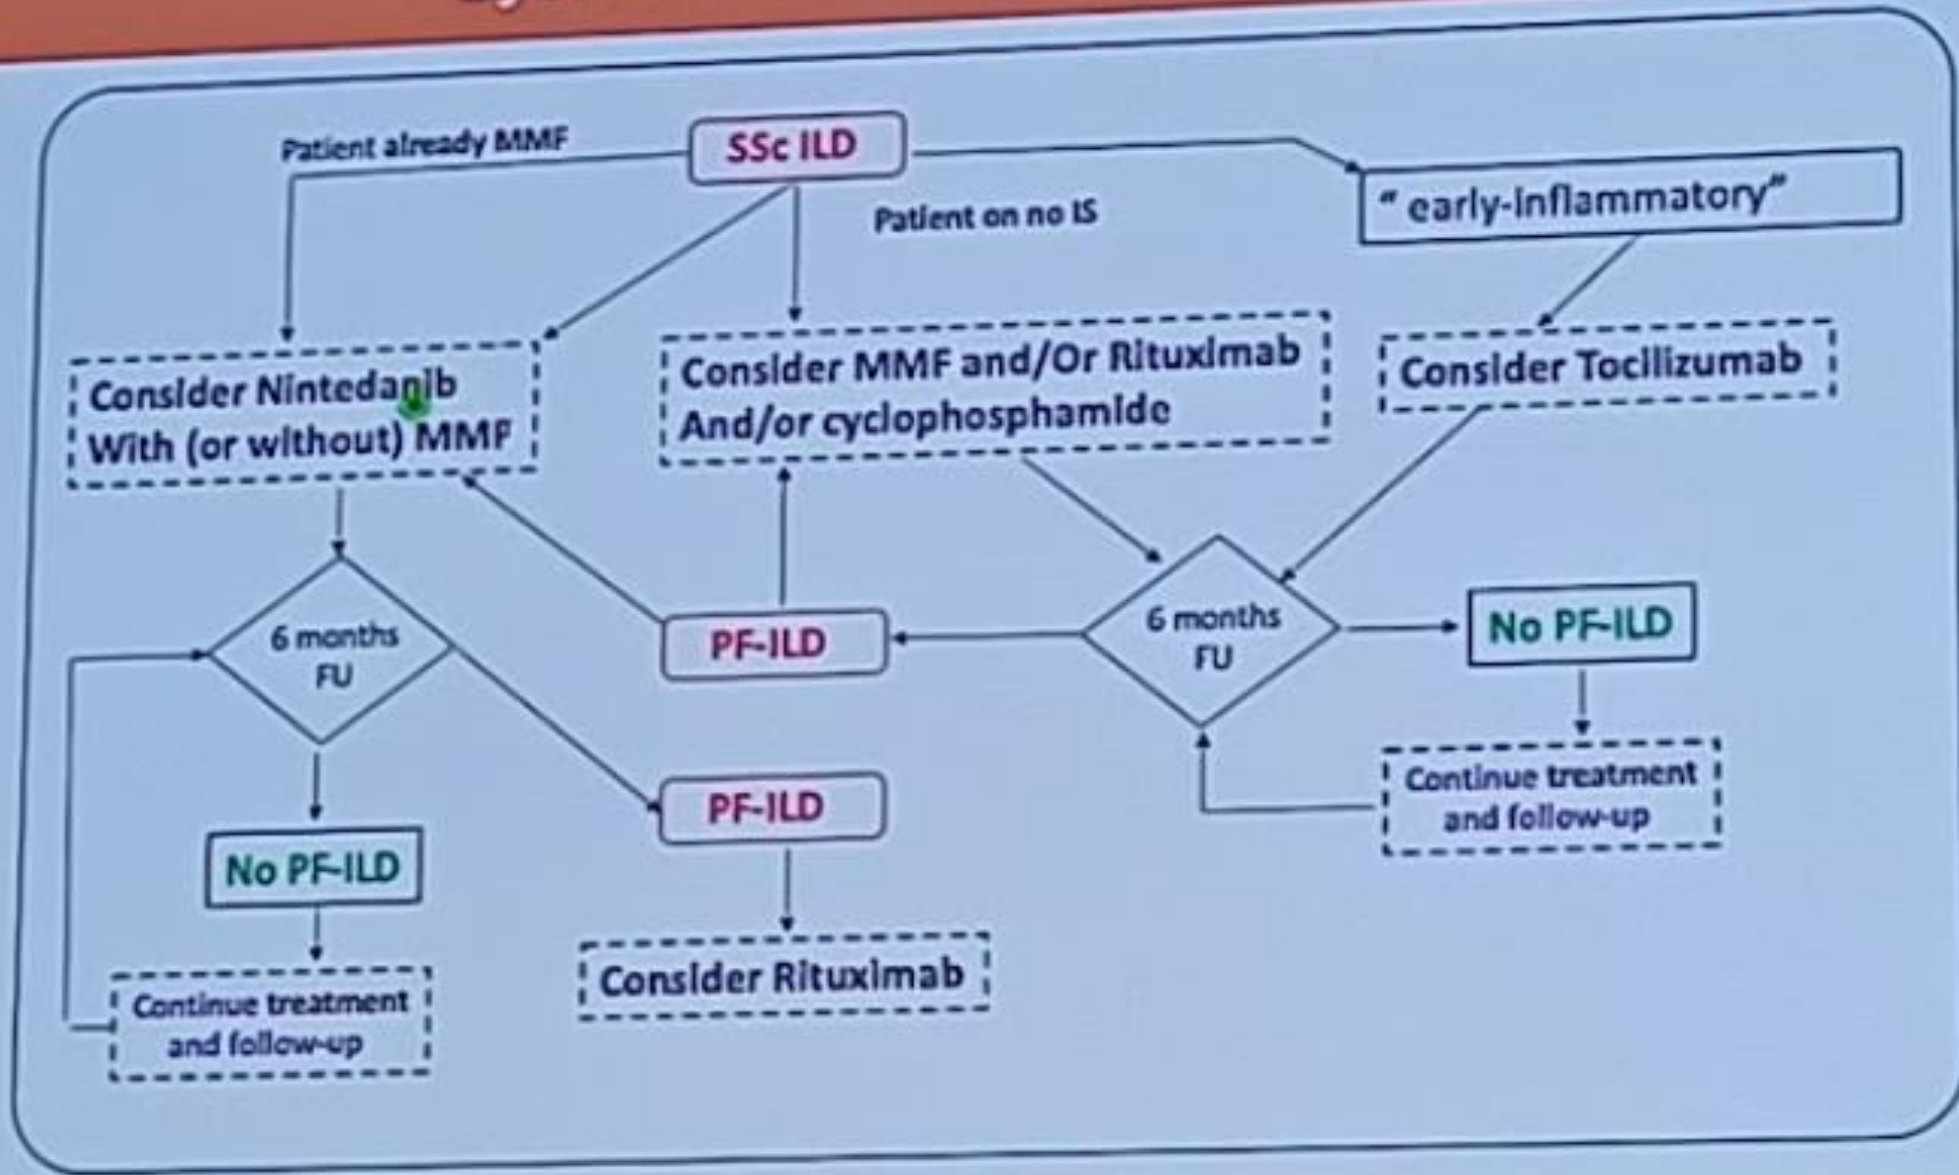 Patient already MMF
SSc ILD
Patient on no IS
“ early-inflammatory”
Consider Nintedanib
With (or without) MMF
Consider MMF and/Or Rituximab
And/or cyclophosphamide
Consider Tocilizumab
6 months
FU
PF-ILD
6 months
FU
No PF-ILD
Continue treatment
and follow-up
PF-ILD
No PF-ILD
Consider Rituximab
Continue treatment
and follow-up